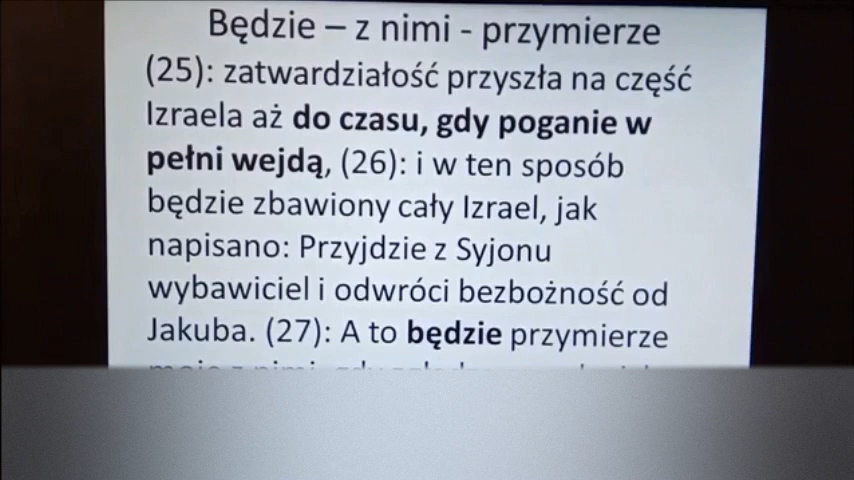 Będzie – z nimi - przymierze
(25): zatwardziałość przyszła na część
Izraela aż do czasu, gdy poganie w
pełni wejdą, (26): i w ten sposób
będzie zbawiony cały Izrael, jak
napisano: Przyjdzie z Syjonu
wybawiciel i odwróci bezbożność od
Jakuba. (27): A to będzie przymierze